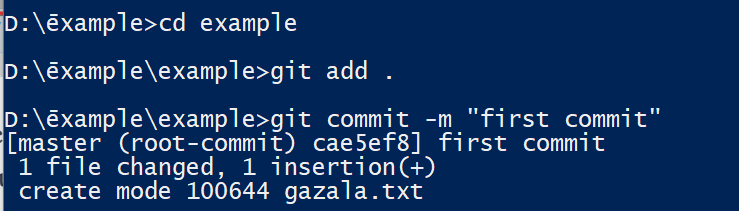 D:\ēxample>cd example
D:\ēxample\example>git add .
D:\ēxample\example>git commit -m "first commit"
[master (root-commit) cae5ef8] first commit
 1 file changed, 1 insertion(+)
 create mode 100644 gazala.txt